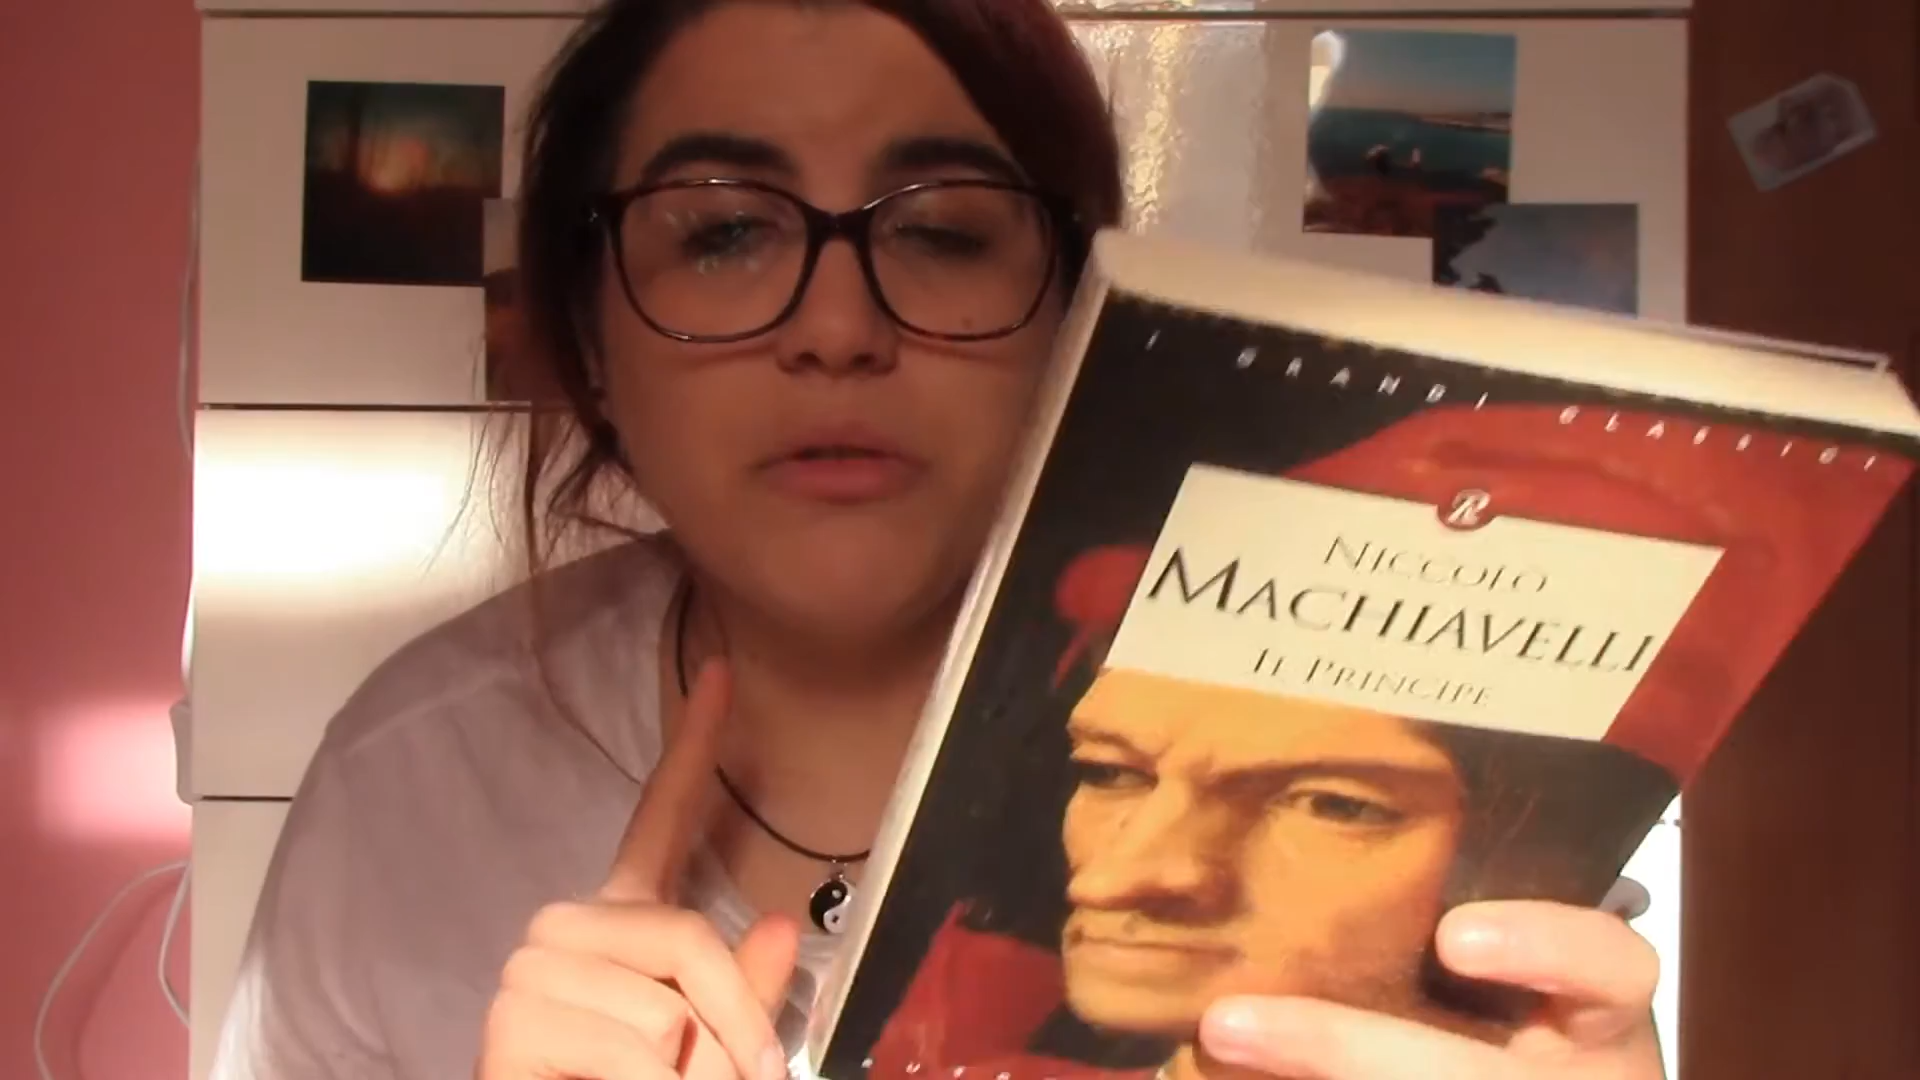 I GRANDI CLASSICI
R
NICCOLÒ
MACHIAVELLI
IL PRINCIPE